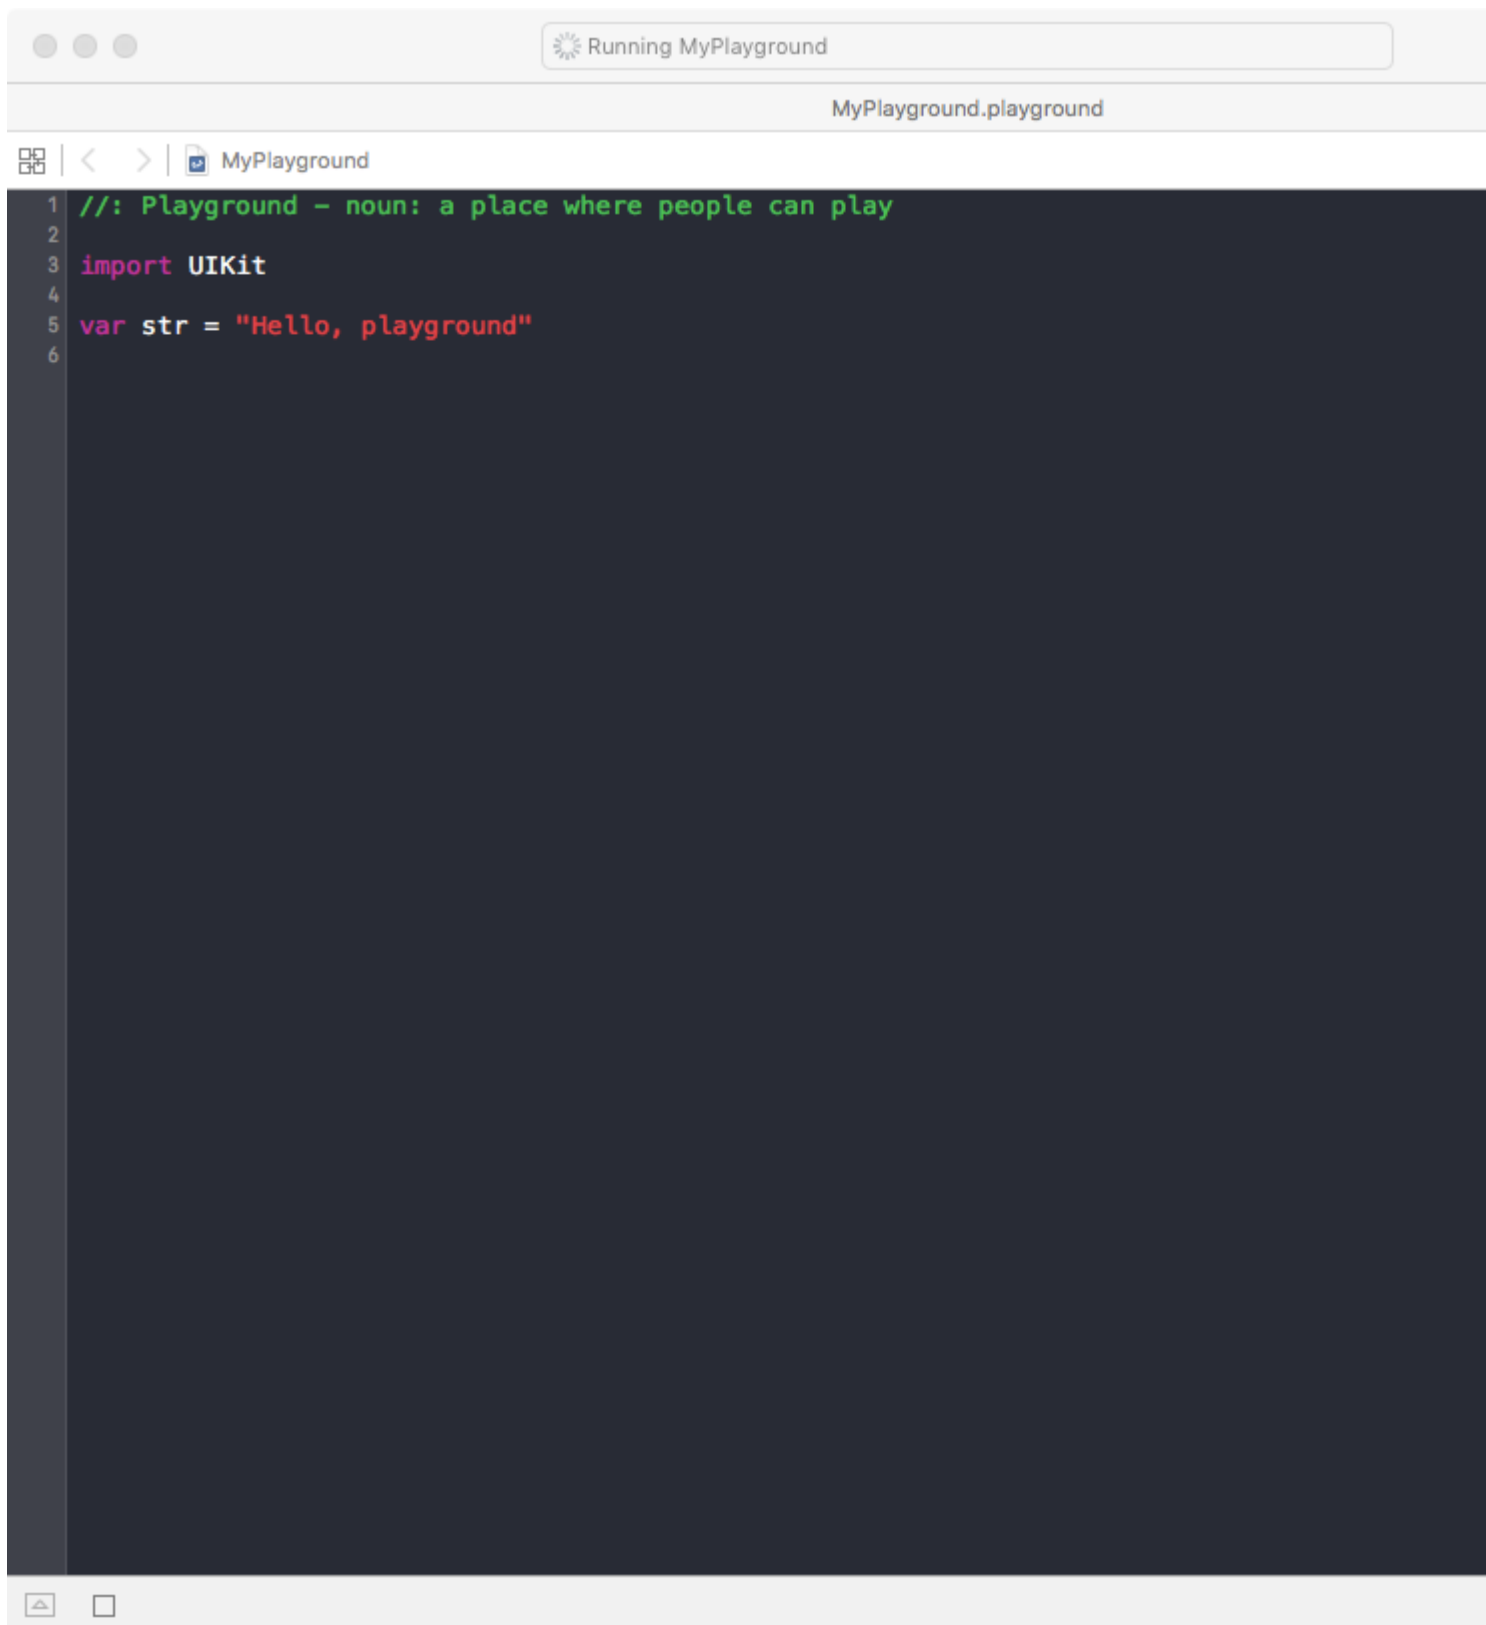 Running MyPlayground
MyPlayground.playground
MyPlayground
1 //: Playground – noun: a place where people can play
2
3 import UIKit
4
5 var str = "Hello, playground"
6